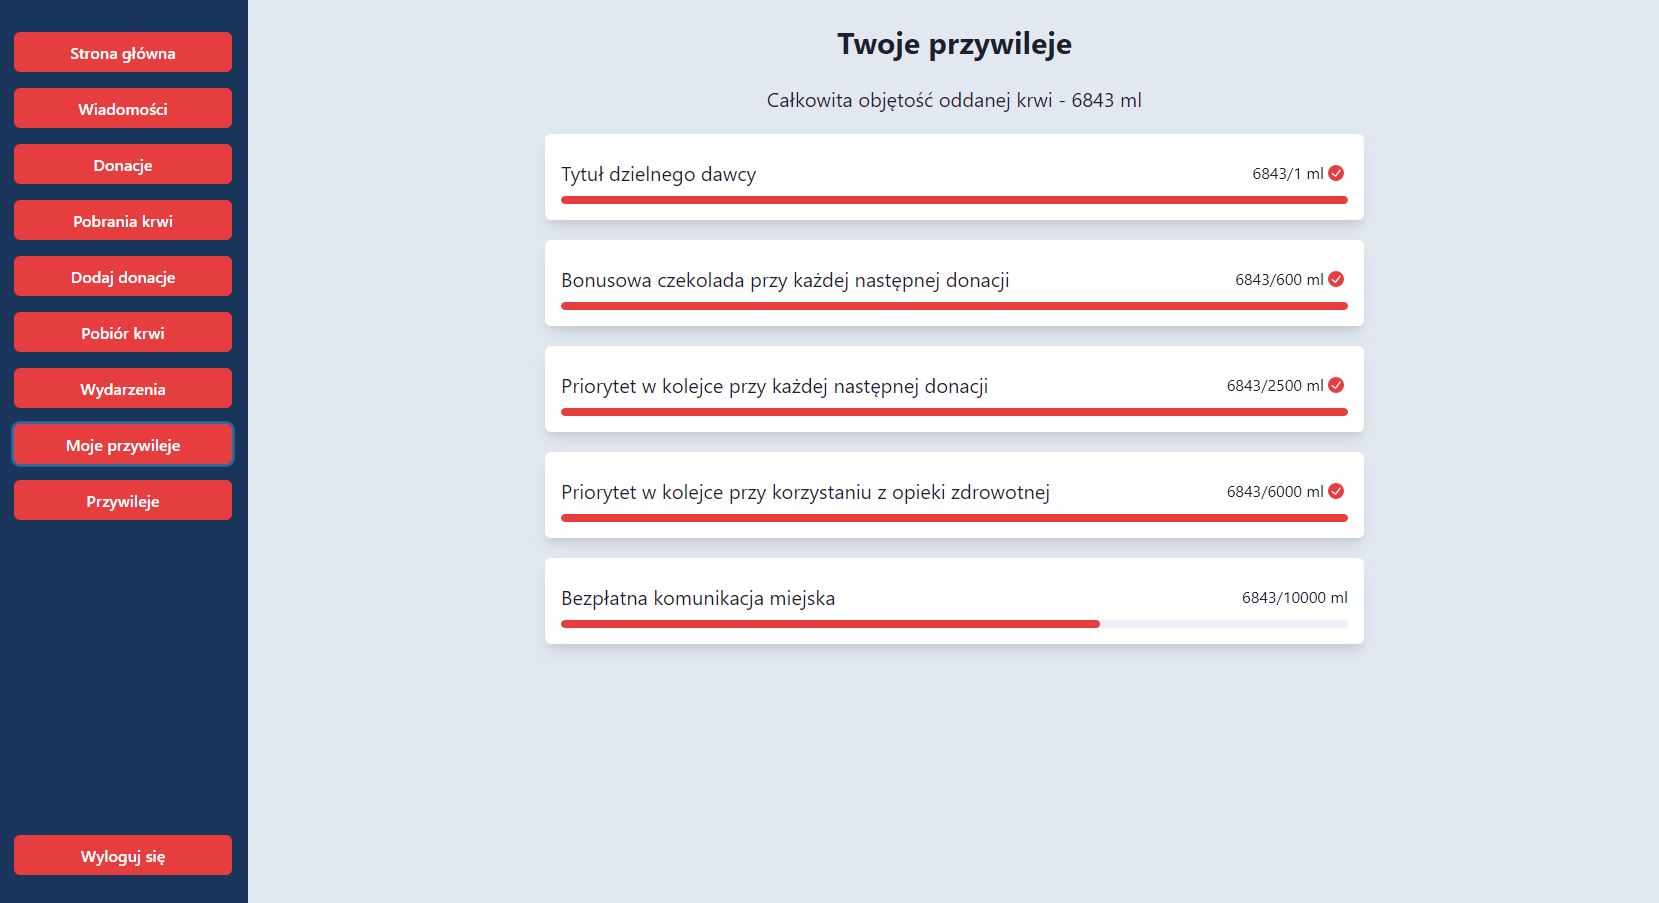 Strona główna
Wiadomości
Donacje
Pobrania krwi
Dodaj donacje
Pobiór krwi
Wydarzenia
Moje przywileje
Przywileje
Wyloguj się
Twoje przywileje
Całkowita objętość oddanej krwi - 6843 ml
Tytuł dzielnego dawcy 6843/1 ml
Bonusowa czekolada przy każdej następnej donacji 6843/600 ml
Priorytet w kolejce przy każdej następnej donacji 6843/2500 ml
Priorytet w kolejce przy korzystaniu z opieki zdrowotnej 6843/6000 ml
Bezpłatna komunikacja miejska 6843/10000 ml